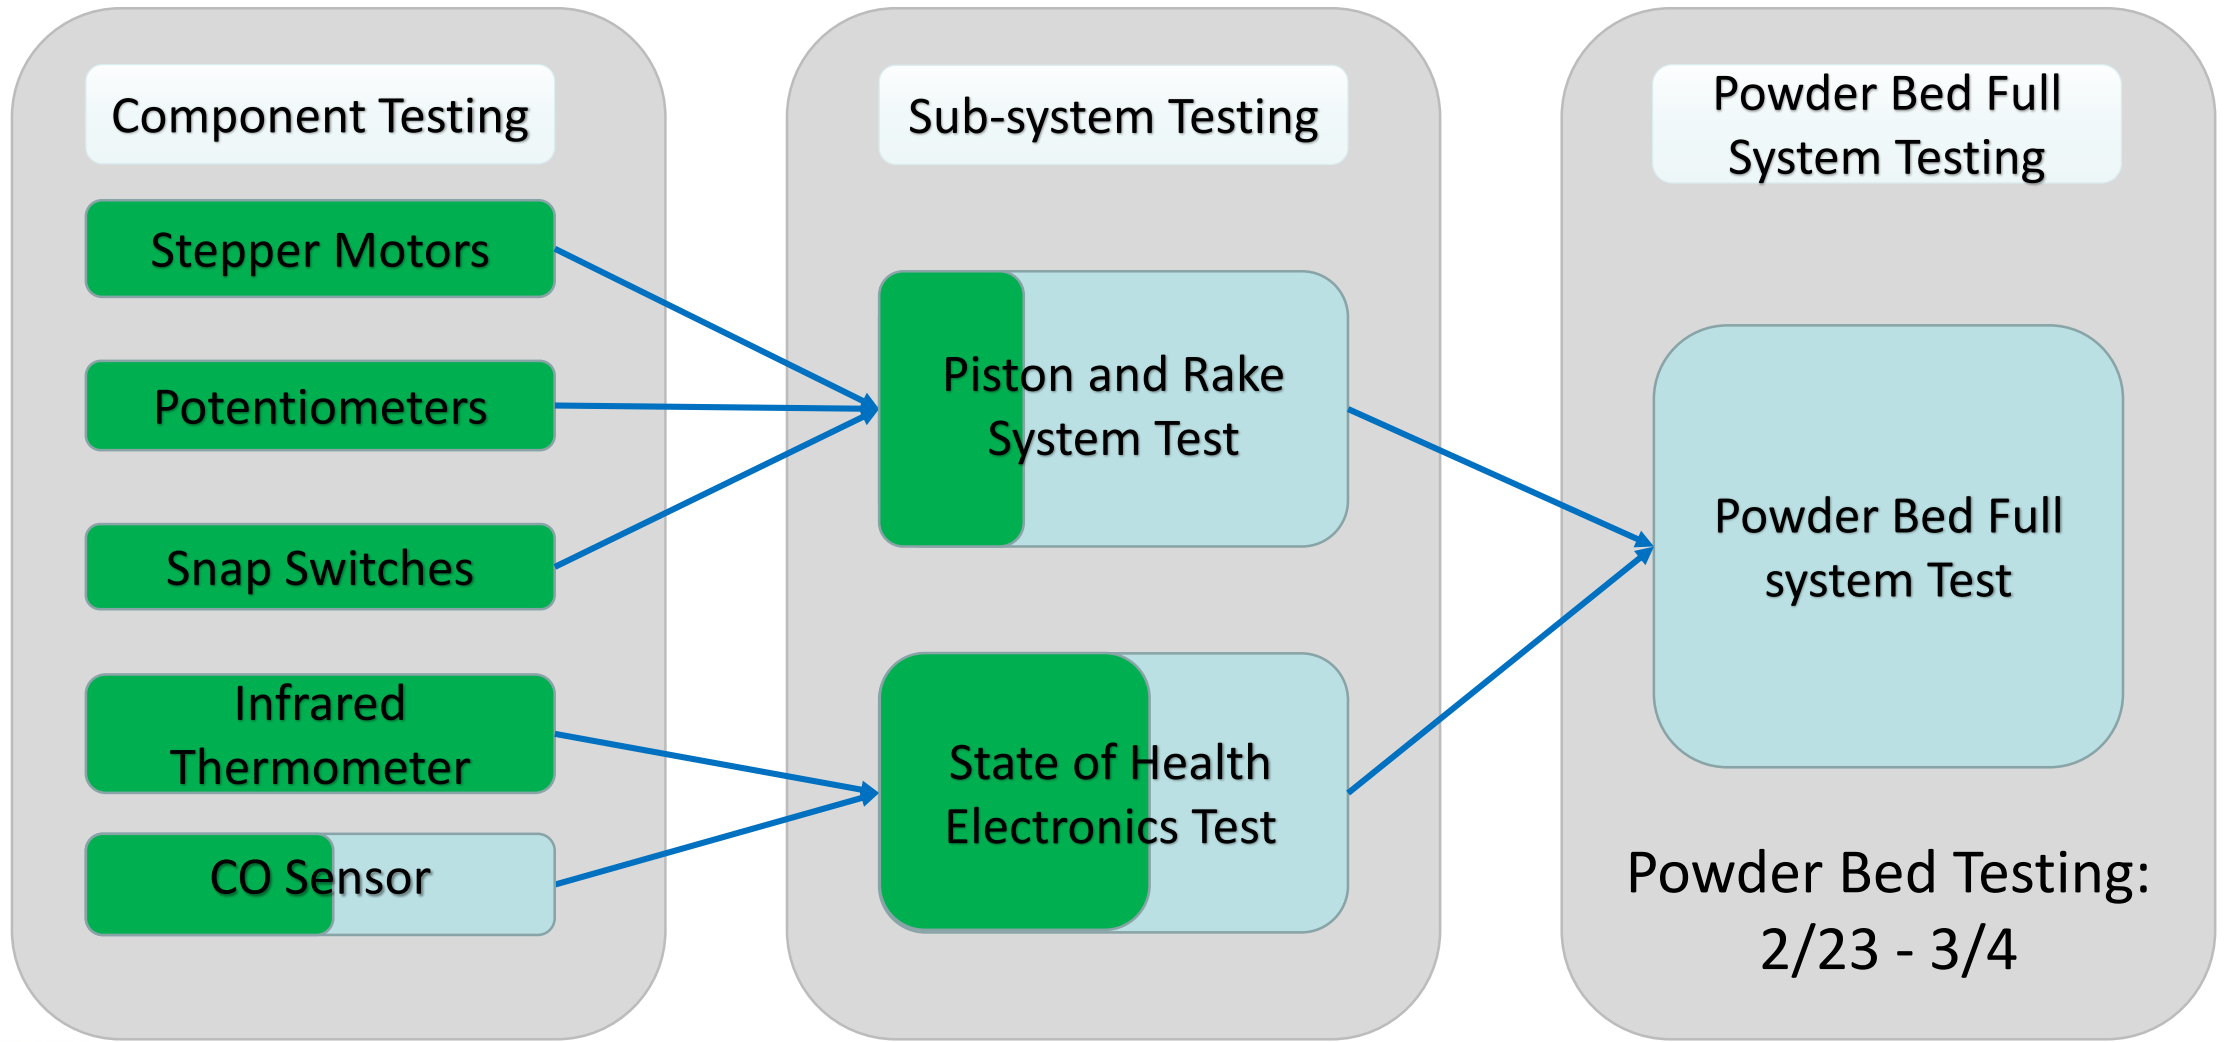 Component Testing
Stepper Motors
Potentiometers
Snap Switches
Infrared
Thermometer
CO Sensor
Sub-system Testing
Piston and Rake
System Test
State of Health
Electronics Test
Powder Bed Full
System Testing
Powder Bed Full
system Test
Powder Bed Testing:
2/23 - 3/4